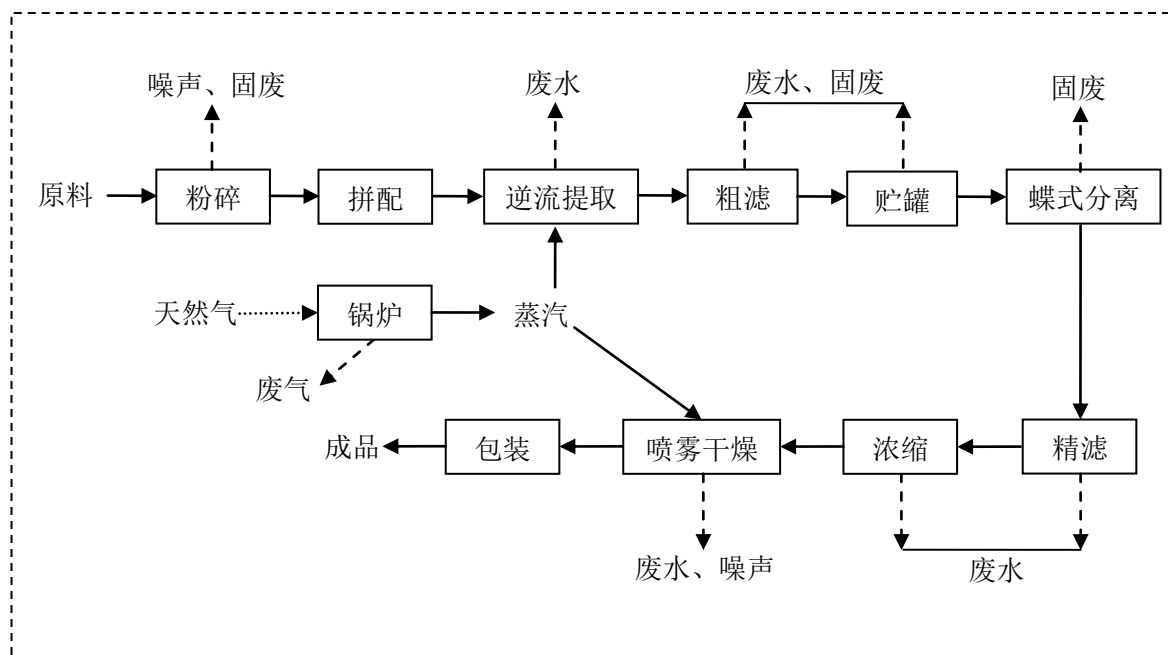 噪声、固废
废水
废水、固废
固废
原料
粉碎
拼配
逆流提取
粗滤
贮罐
蝶式分离
天然气
锅炉
蒸汽
废气
成品
包装
喷雾干燥
浓缩
精滤
废水、噪声
废水